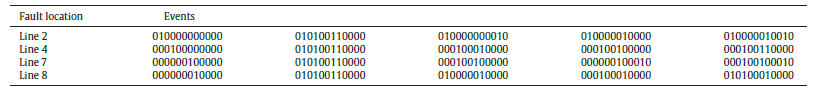 Fault location Events
Line 2 010000000000 010100110000 010000000010 010000010000 010000010010
Line 4 000100000000 010100110000 000100010000 000100100000 000100110000
Line 7 000000100000 010100110000 000100100000 000000100010 000100100010
Line 8 000000010000 010100110000 010000010000 000100010000 010100010000